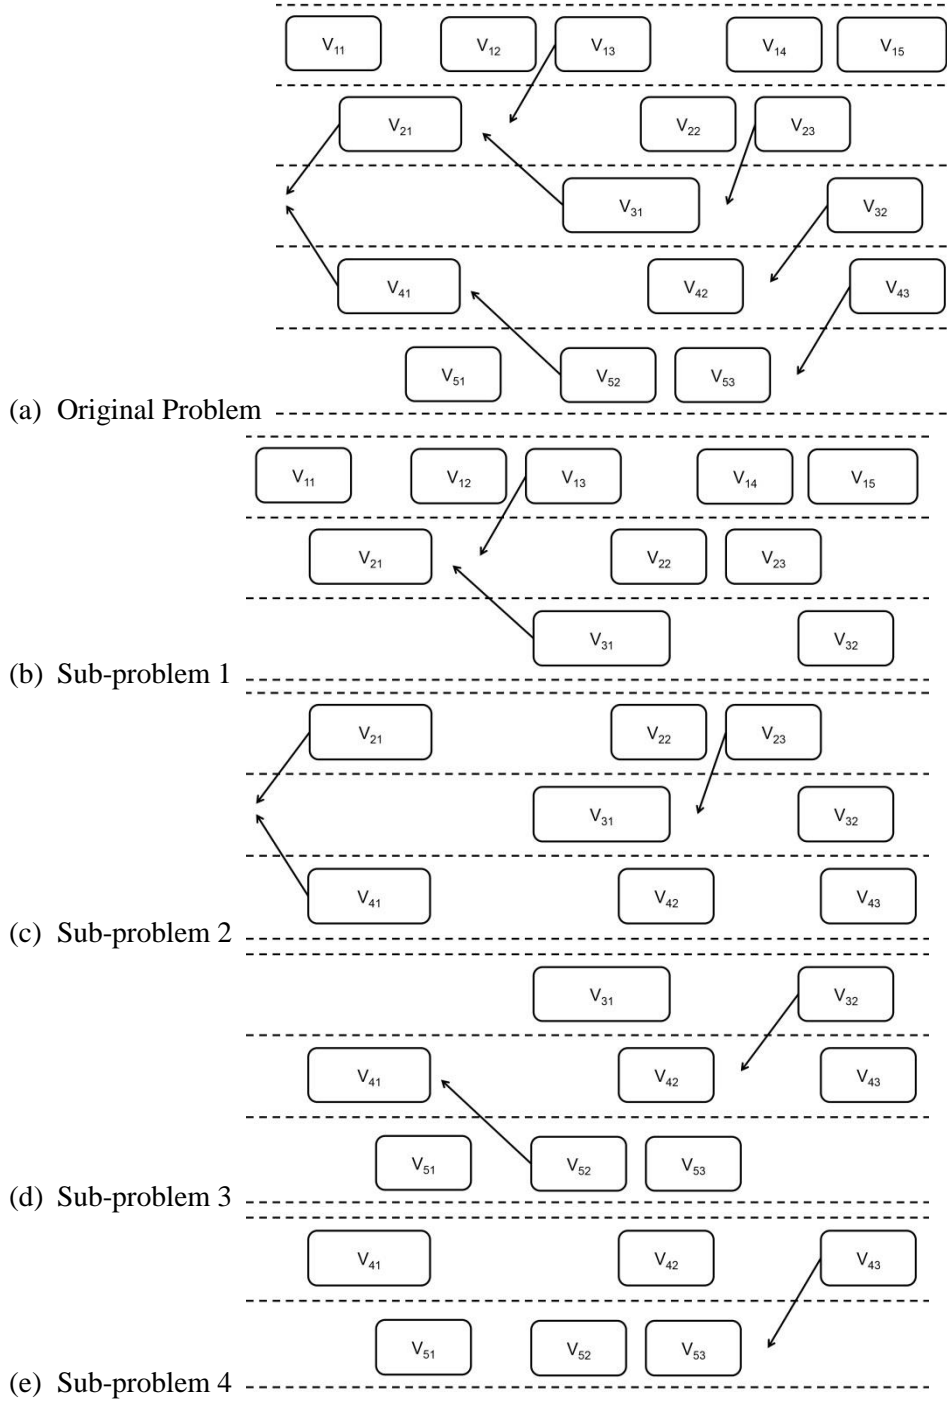 V11 V12 V13 V14 V15
V21 V22 V23
V31 V32
V41 V42 V43
V51 V52 V53
(a) Original Problem
V11 V12 V13 V14 V15
V21 V22 V23
V31 V32
(b) Sub-problem 1
V21 V22 V23
V31 V32
V41 V42 V43
(c) Sub-problem 2
V31 V32
V41 V42 V43
V51 V52 V53
(d) Sub-problem 3
V41 V42 V43
V51 V52 V53
(e) Sub-problem 4